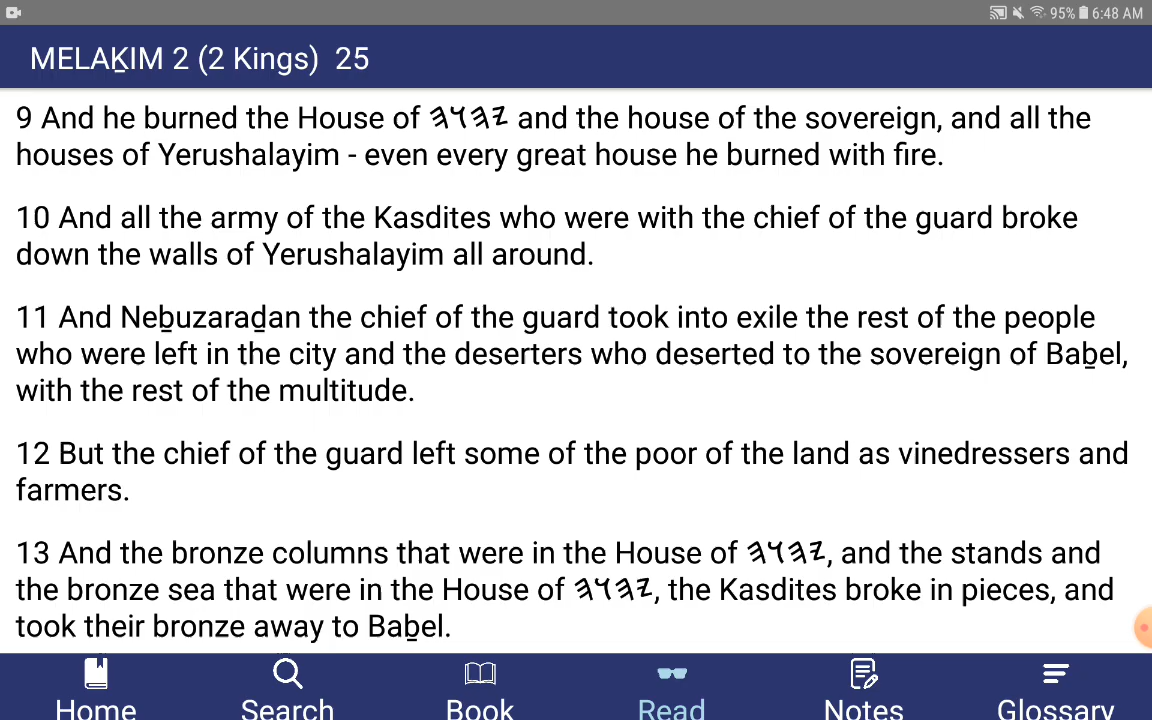 95% 6:48 AM
MELAḴIM 2 (2 Kings) 25
9 And he burned the House of 𐤉𐤄𐤅𐤄 and the house of the sovereign, and all the
houses of Yerushalayim - even every great house he burned with fire.
10 And all the army of the Kasdites who were with the chief of the guard broke
down the walls of Yerushalayim all around.
11 And Neḇuzaraḏan the chief of the guard took into exile the rest of the people
who were left in the city and the deserters who deserted to the sovereign of Baḇel,
with the rest of the multitude.
12 But the chief of the guard left some of the poor of the land as vinedressers and
farmers.
13 And the bronze columns that were in the House of 𐤉𐤄𐤅𐤄, and the stands and
the bronze sea that were in the House of 𐤉𐤄𐤅𐤄, the Kasdites broke in pieces, and
took their bronze away to Baḇel.
Home Search Book Read Notes Glossary